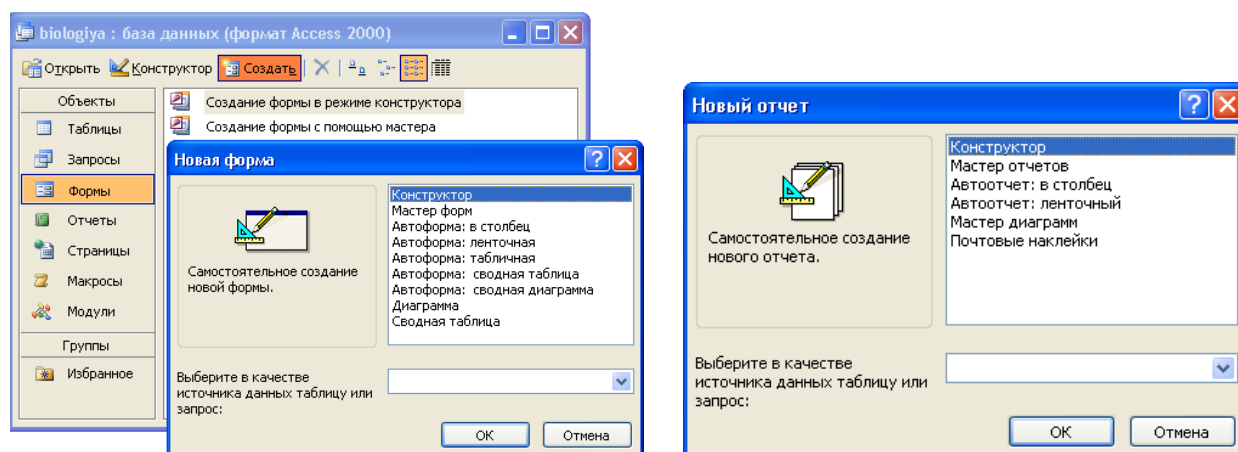 biologiya : база данных (формат Access 2000)
Открыть Конструктор Создать
Объекты
Таблицы
Запросы
Формы
Отчеты
Страницы
Макросы
Модули
Группы
Избранное
Создание формы в режиме конструктора
Создание формы с помощью мастера
Новая форма
Самостоятельное создание
новой формы.
Конструктор
Мастер форм
Автоформа: в столбец
Автоформа: ленточная
Автоформа: табличная
Автоформа: сводная таблица
Автоформа: сводная диаграмма
Диаграмма
Сводная таблица
Выберите в качестве
источника данных таблицу или
запрос:
ОК Отмена
Новый отчет
Самостоятельное создание
нового отчета.
Конструктор
Мастер отчетов
Автоотчет: в столбец
Автоотчет: ленточный
Мастер диаграмм
Почтовые наклейки
Выберите в качестве
источника данных таблицу или
запрос:
ОК Отмена